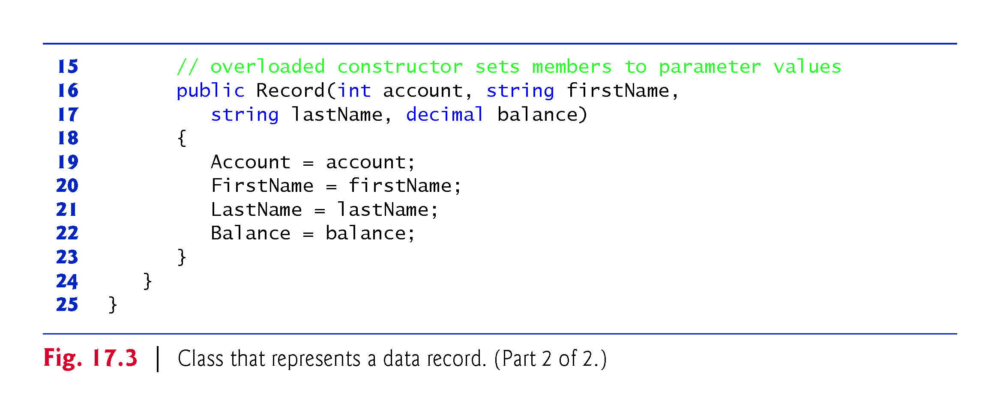 15 // overloaded constructor sets members to parameter values
16 public Record(int account, string firstName,
17 string lastName, decimal balance)
18 {
19 Account = account;
20 FirstName = firstName;
21 LastName = lastName;
22 Balance = balance;
23 }
24 }
25 }
Fig. 17.3 | Class that represents a data record. (Part 2 of 2.)